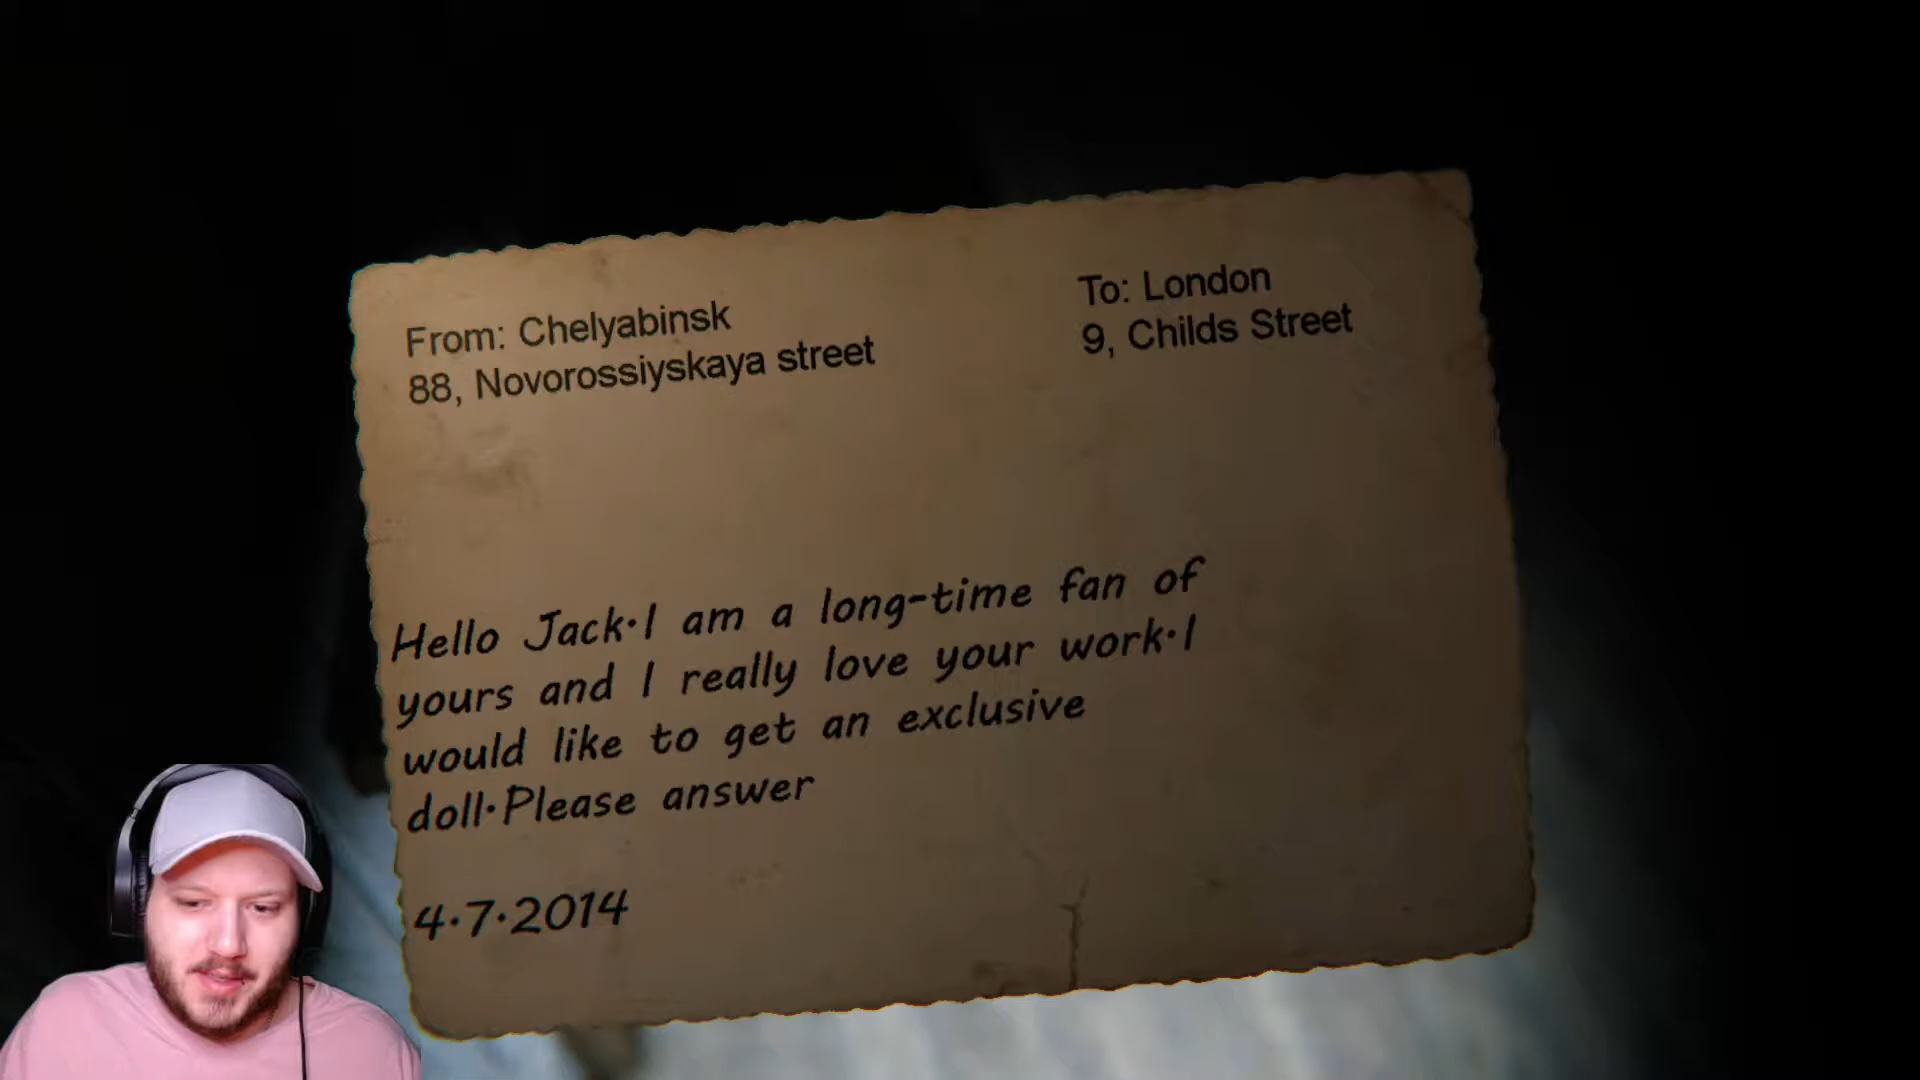 From: Chelyabinsk
88, Novorossiyskaya street
To: London
9, Childs Street
Hello Jack.I am a long-time fan of
yours and I really love your work.I
would like to get an exclusive
doll.Please answer
4.7.2014